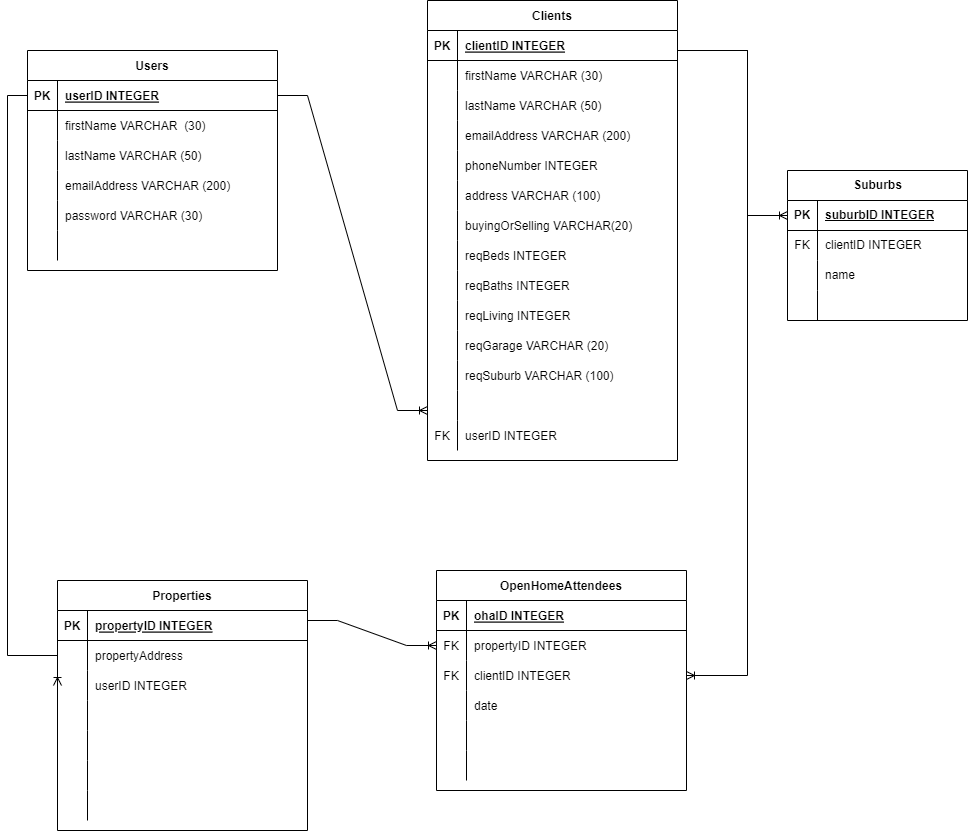 Clients
PK clientID INTEGER
firstName VARCHAR (30)
lastName VARCHAR (50)
emailAddress VARCHAR (200)
phoneNumber INTEGER
address VARCHAR (100)
buyingOrSelling VARCHAR(20)
reqBeds INTEGER
reqBaths INTEGER
reqLiving INTEGER
reqGarage VARCHAR (20)
reqSuburb VARCHAR (100)
FK userID INTEGER
Users
PK userID INTEGER
firstName VARCHAR  (30)
lastName VARCHAR (50)
emailAddress VARCHAR (200)
password VARCHAR (30)
Suburbs
PK suburbID INTEGER
FK clientID INTEGER
name
Properties
PK propertyID INTEGER
propertyAddress
userID INTEGER
OpenHomeAttendees
PK ohaID INTEGER
FK propertyID INTEGER
FK clientID INTEGER
date